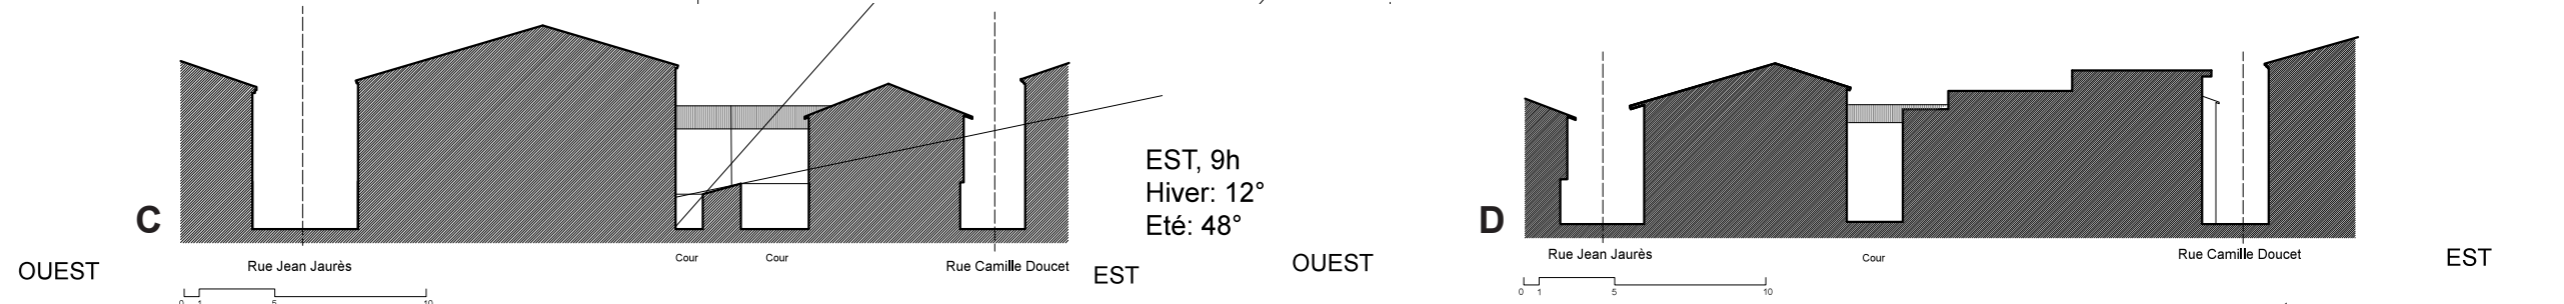 C
EST, 9h
Hiver: 12°
Eté: 48°
OUEST
Rue Jean Jaurès
Cour
Cour
Rue Camille Doucet
EST
0 1 5 10
D
OUEST
Rue Jean Jaurès
Cour
Rue Camille Doucet
EST
0 1 5 10